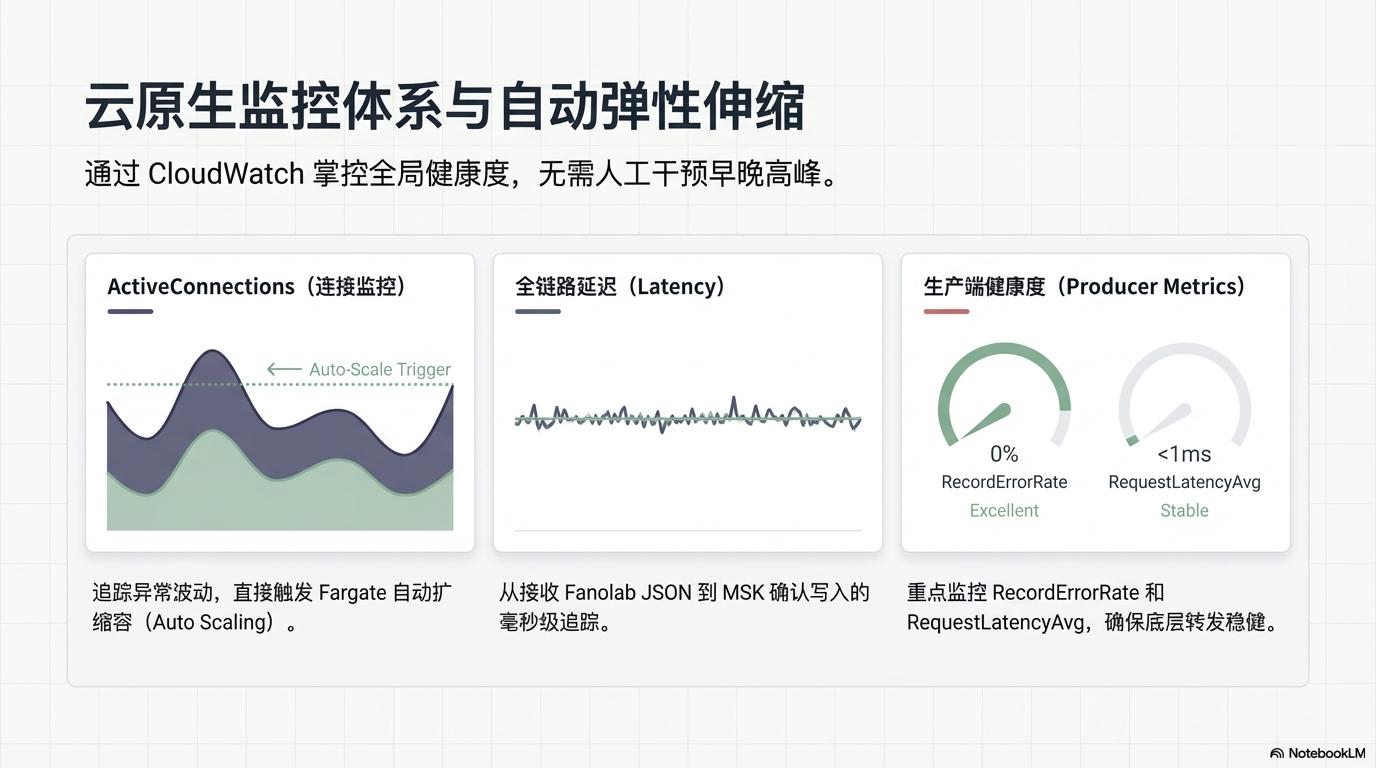 云原生监控体系与自动弹性伸缩
通过 CloudWatch 掌控全局健康度，无需人工干预早晚高峰。
ActiveConnections（连接监控）
Auto-Scale Trigger
追踪异常波动，直接触发 Fargate 自动扩
缩容（Auto Scaling）。
全链路延迟（Latency）
从接收 Fanolab JSON 到 MSK 确认写入的
毫秒级追踪。
生产端健康度（Producer Metrics）
0%
RecordErrorRate
Excellent
<1ms
RequestLatencyAvg
Stable
重点监控 RecordErrorRate 和
RequestLatencyAvg，确保底层转发稳健。
NotebookLM